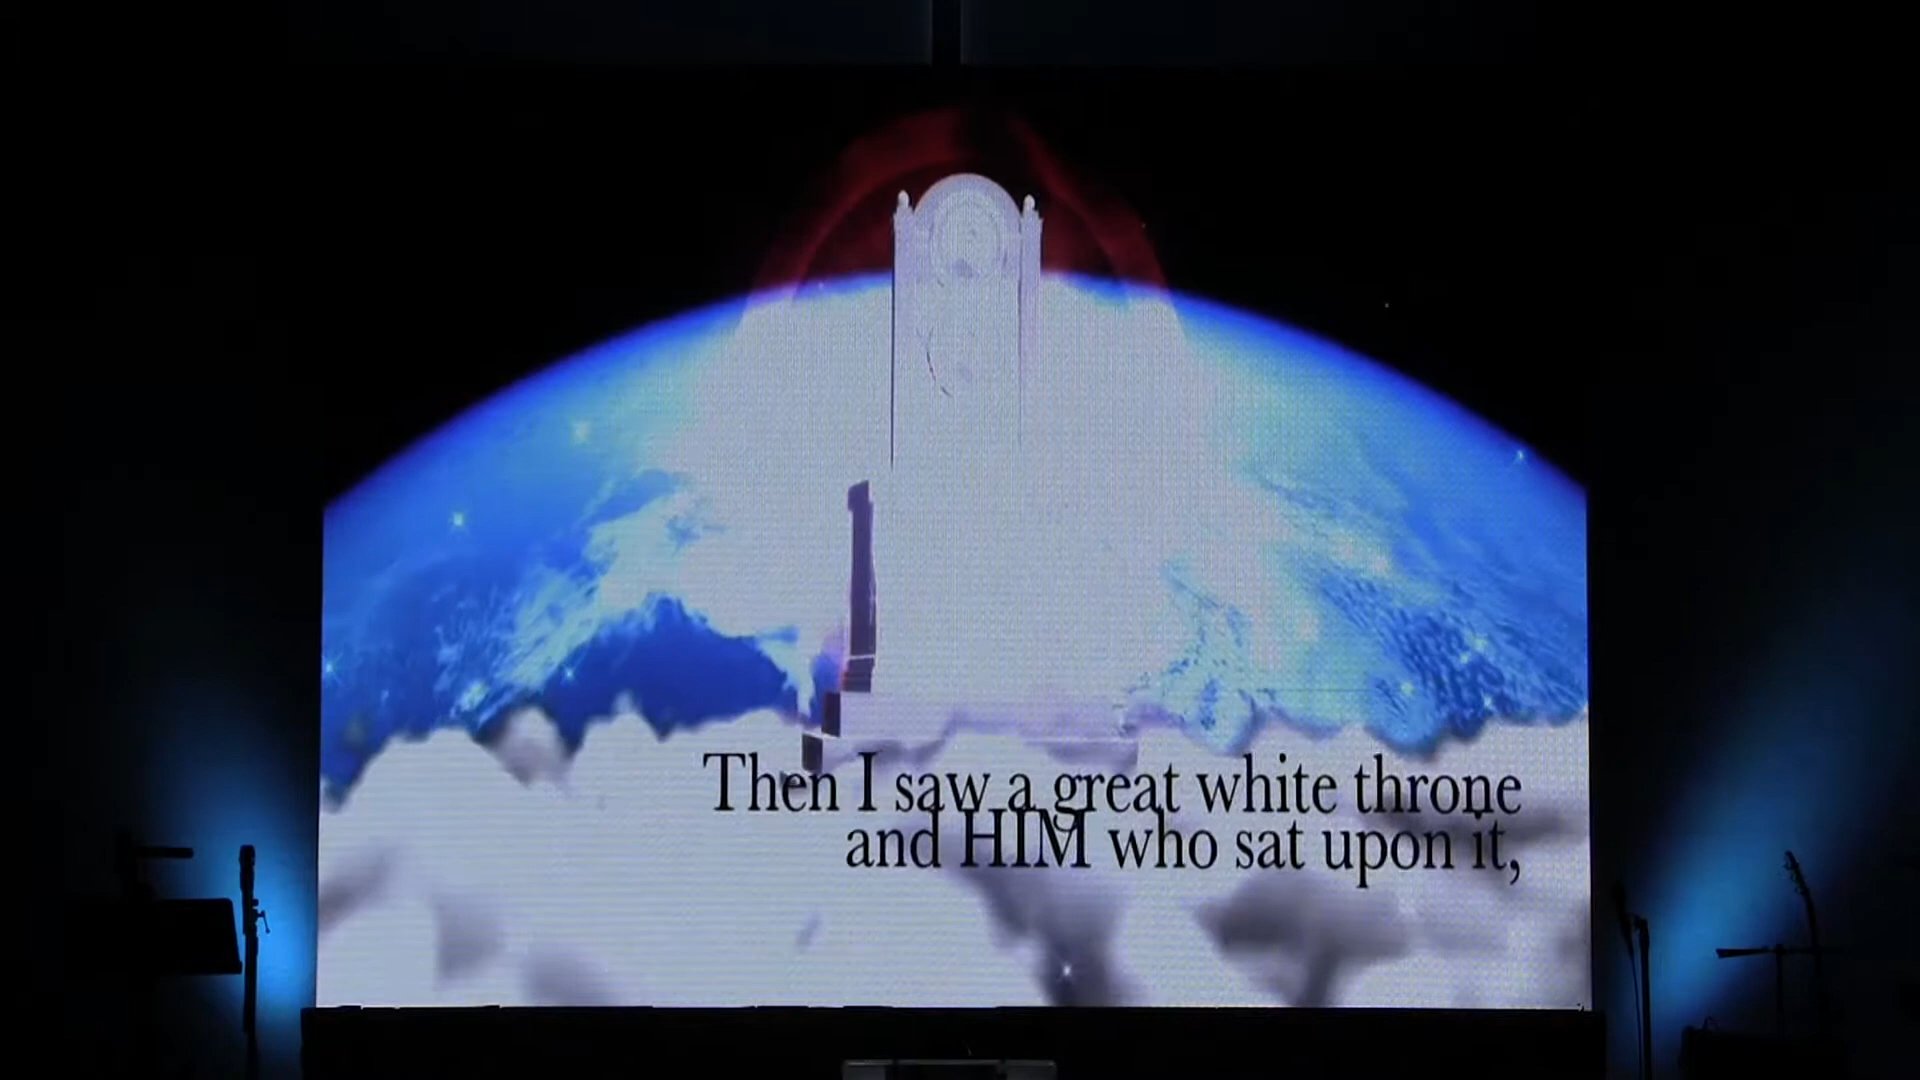 Then I saw a great white throne
and HIM who sat upon it,